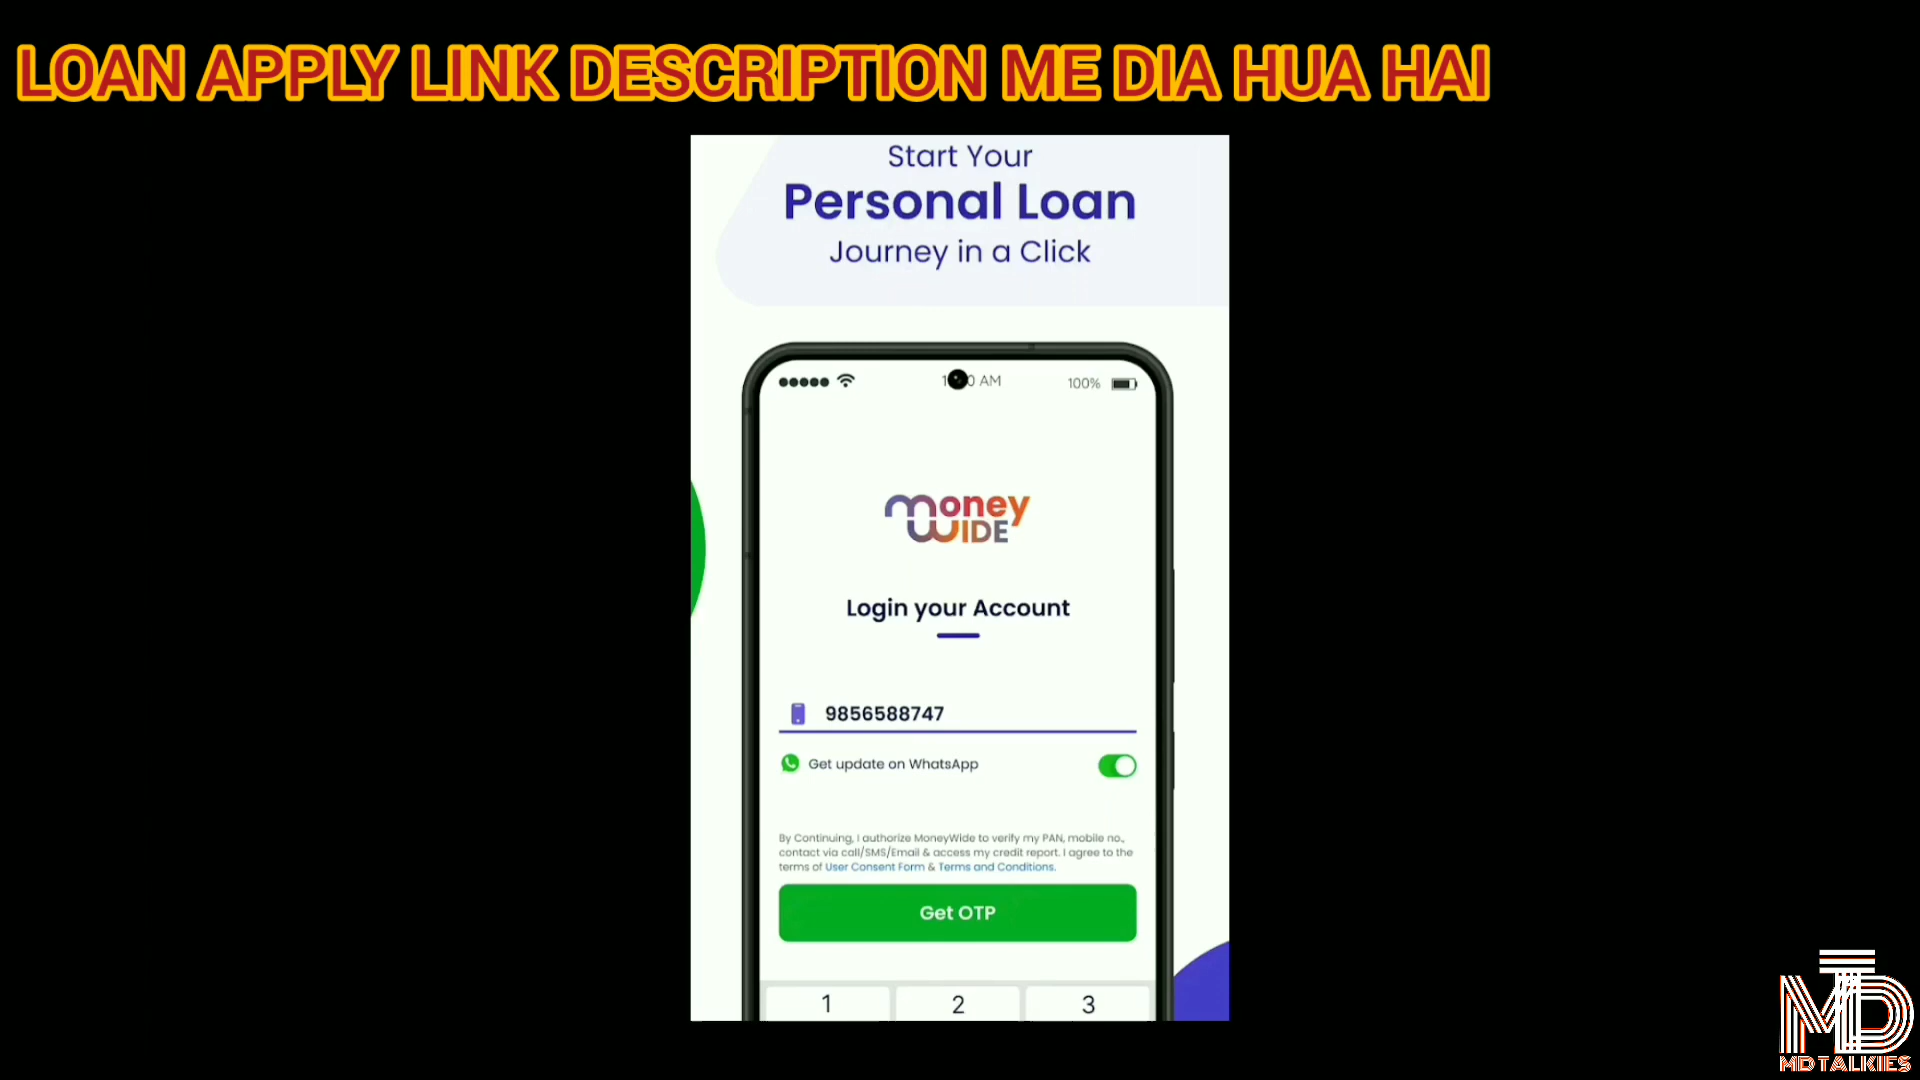 LOAN APPLY LINK DESCRIPTION ME DIA HUA HAI
Start Your
Personal Loan
Journey in a Click
AM
100%
money
WIDE
Login your Account
9856588747
Get update on WhatsApp
By Continuing, I authorize MoneyWide to verify my PAN, mobile no.,
contact via call/SMS/Email & access my credit report. I agree to the
terms of User Consent Form & Terms and Conditions.
Get OTP
1 2 3
MD
MD TALKIES